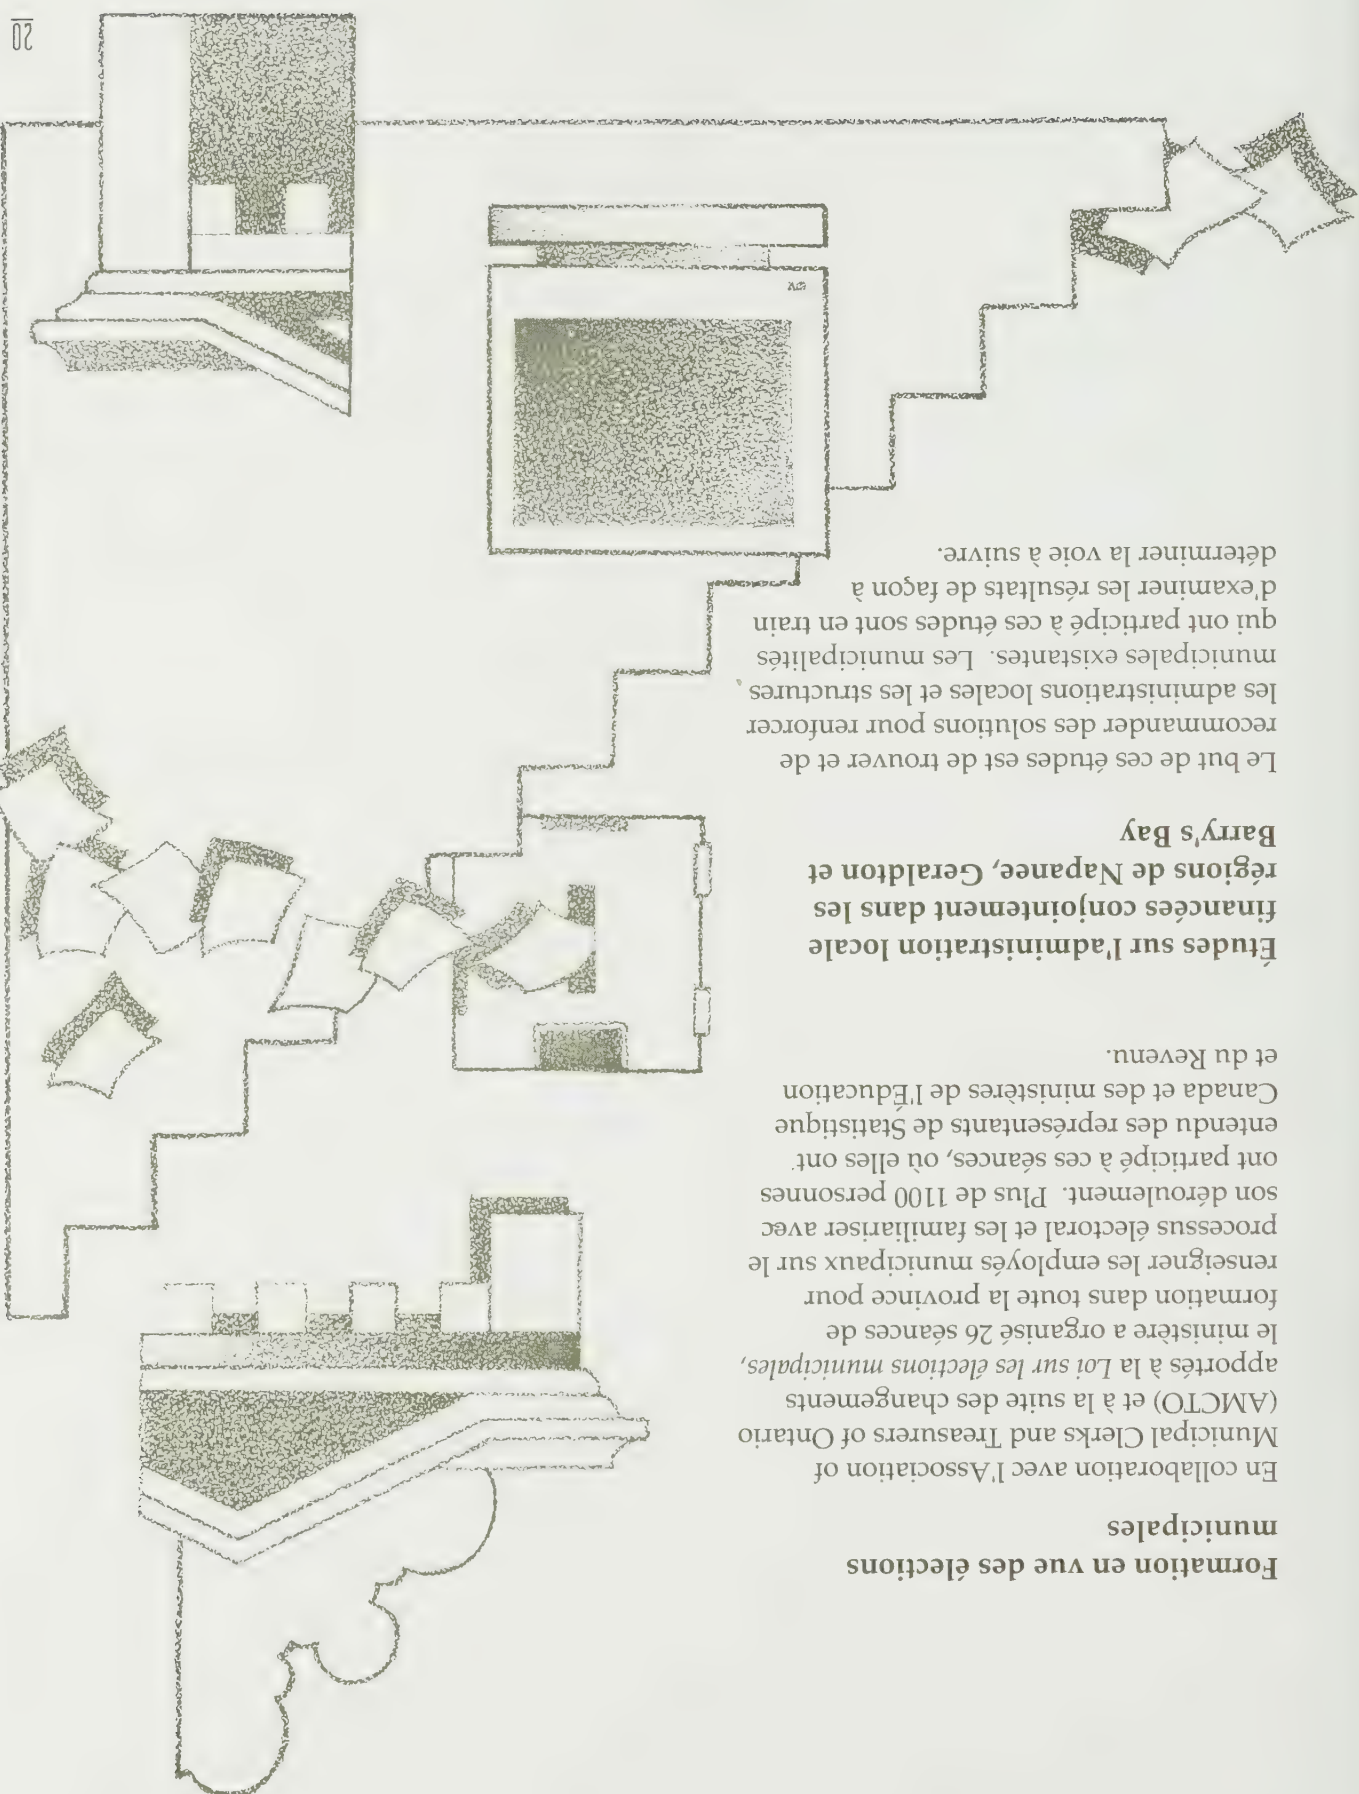 Formation en vue des élections
municipales
En collaboration avec l'Association of
Municipal Clerks and Treasurers of Ontario
(AMCTO) et à la suite des changements
apportés à la Loi sur les élections municipales,
le ministère a organisé 26 séances de
formation dans toute la province pour
renseigner les employés municipaux sur le
processus électoral et les familiariser avec
son déroulement. Plus de 1100 personnes
ont participé à ces séances, où elles ont
entendu des représentants de Statistique
Canada et des ministères de l'Éducation
et du Revenu.
Études sur l'administration locale
financées conjointement dans les
régions de Napanee, Geraldton et
Barry's Bay
Le but de ces études est de trouver et de
recommander des solutions pour renforcer
les administrations locales et les structures
municipales existantes. Les municipalités
qui ont participé à ces études sont en train
d'examiner les résultats de façon à
déterminer la voie à suivre.
20